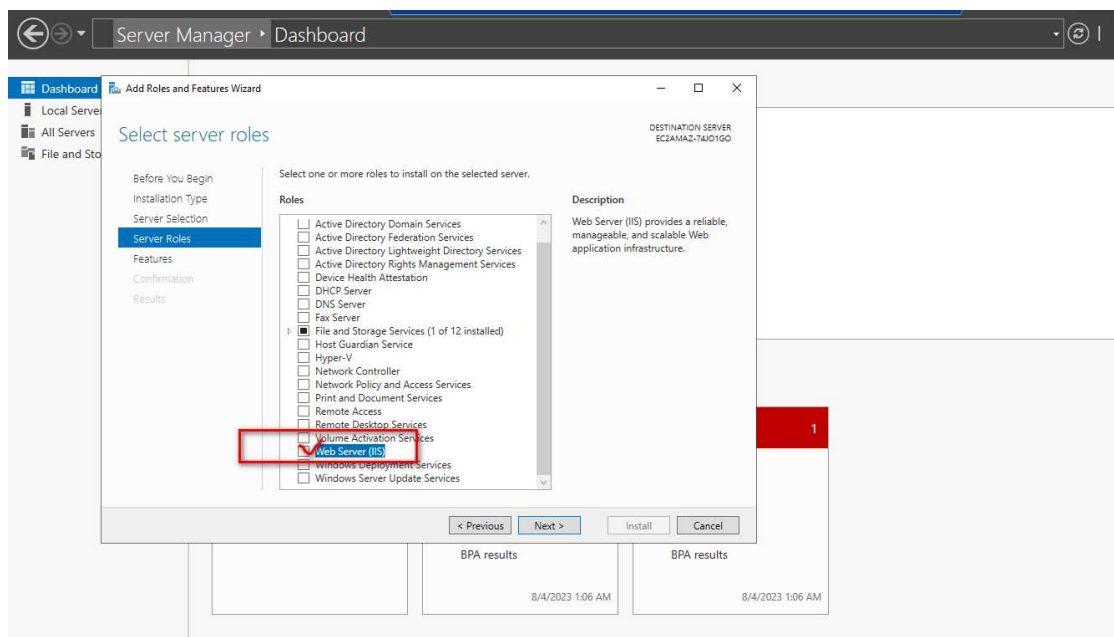 Server Manager ‣ Dashboard
Dashboard
Local Server
All Servers
File and Sto
Add Roles and Features Wizard
Select server roles
DESTINATION SERVER
EC2AMAZ-74JO1GO
Before You Begin
Installation Type
Server Selection
Server Roles
Features
Confirmation
Results
Select one or more roles to install on the selected server.
Roles
Active Directory Domain Services
Active Directory Federation Services
Active Directory Lightweight Directory Services
Active Directory Rights Management Services
Device Health Attestation
DHCP Server
DNS Server
Fax Server
File and Storage Services (1 of 12 installed)
Host Guardian Service
Hyper-V
Network Controller
Network Policy and Access Services
Print and Document Services
Remote Access
Remote Desktop Services
Volume Activation Services
Web Server (IIS)
Windows Deployment Services
Windows Server Update Services
Description
Web Server (IIS) provides a reliable,
manageable, and scalable Web
application infrastructure.
< Previous
Next >
Install
Cancel
1
BPA results
8/4/2023 1:06 AM
BPA results
8/4/2023 1:06 AM